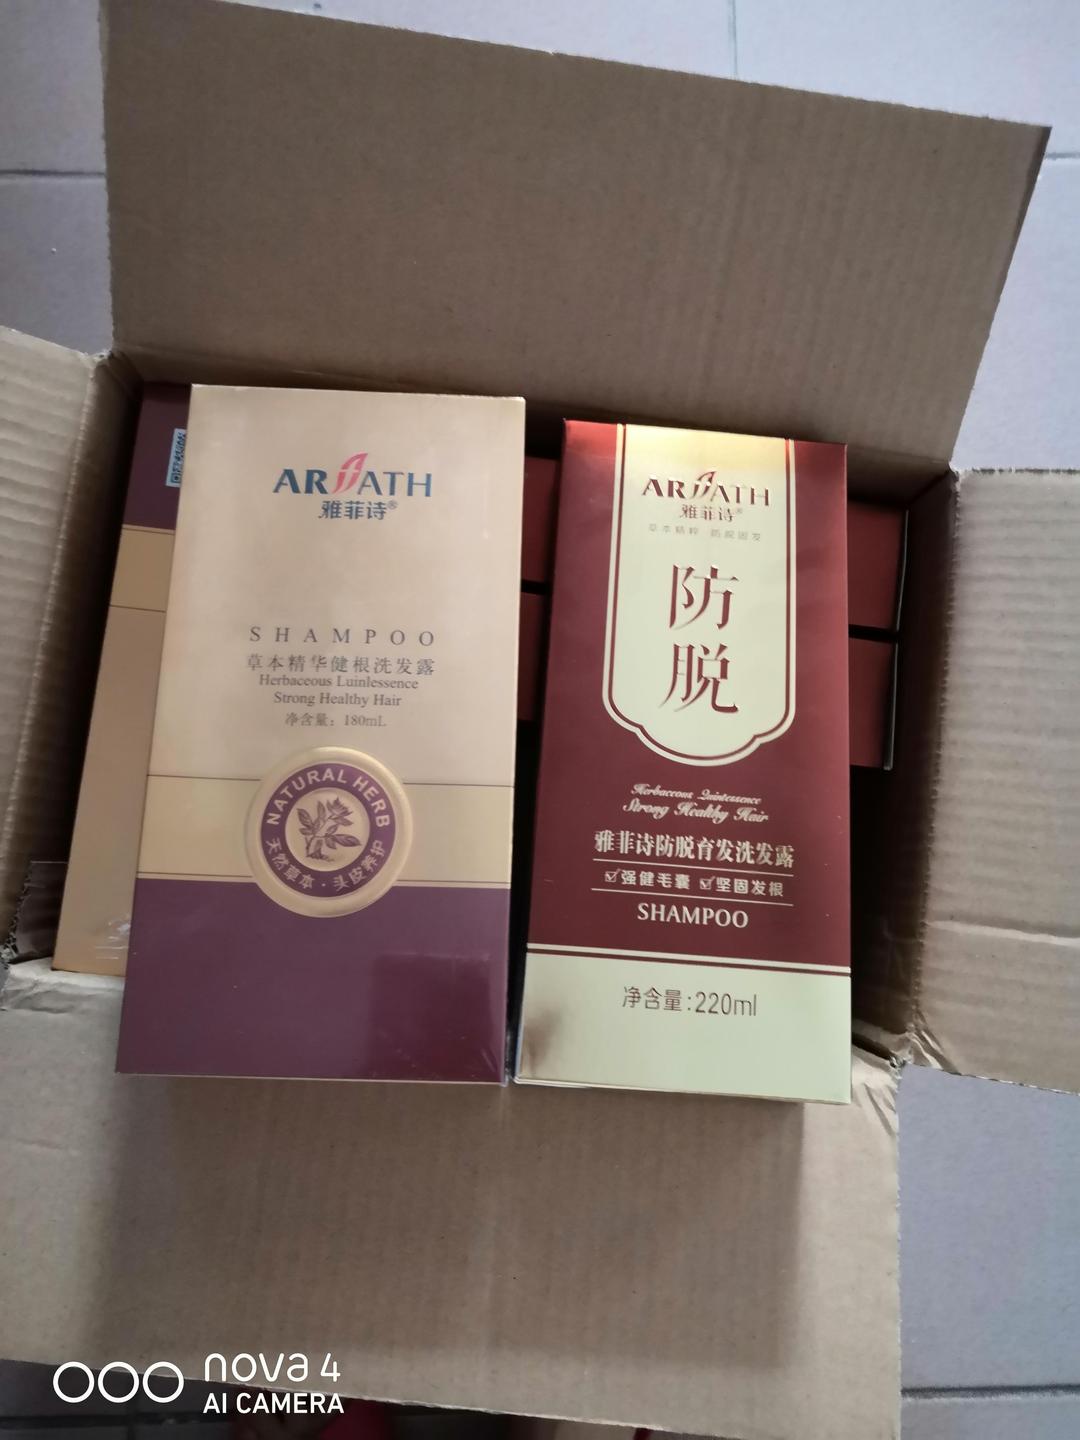 ARfATH
雅菲诗®
SHAMPOO
草本精华健根洗发露
Herbaceous Luinlessence
Strong Healthy Hair
净含量：180mL
NATURAL HERB
天然草本·头皮养护
ARfATH
雅菲诗®
草本精粹 防脱固发
防
脱
Herbaceous Quintessence
Strong Healthy Hair
雅菲诗防脱育发洗发露
☑强健毛囊 ☑坚固发根
SHAMPOO
净含量:220ml
nova 4
AI CAMERA